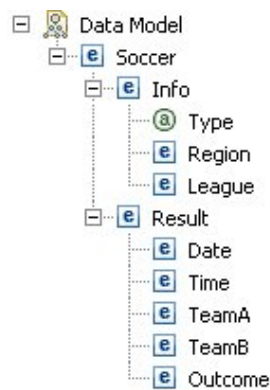 Data Model
e Soccer
e Info
a Type
e Region
e League
e Result
e Date
e Time
e TeamA
e TeamB
e Outcome